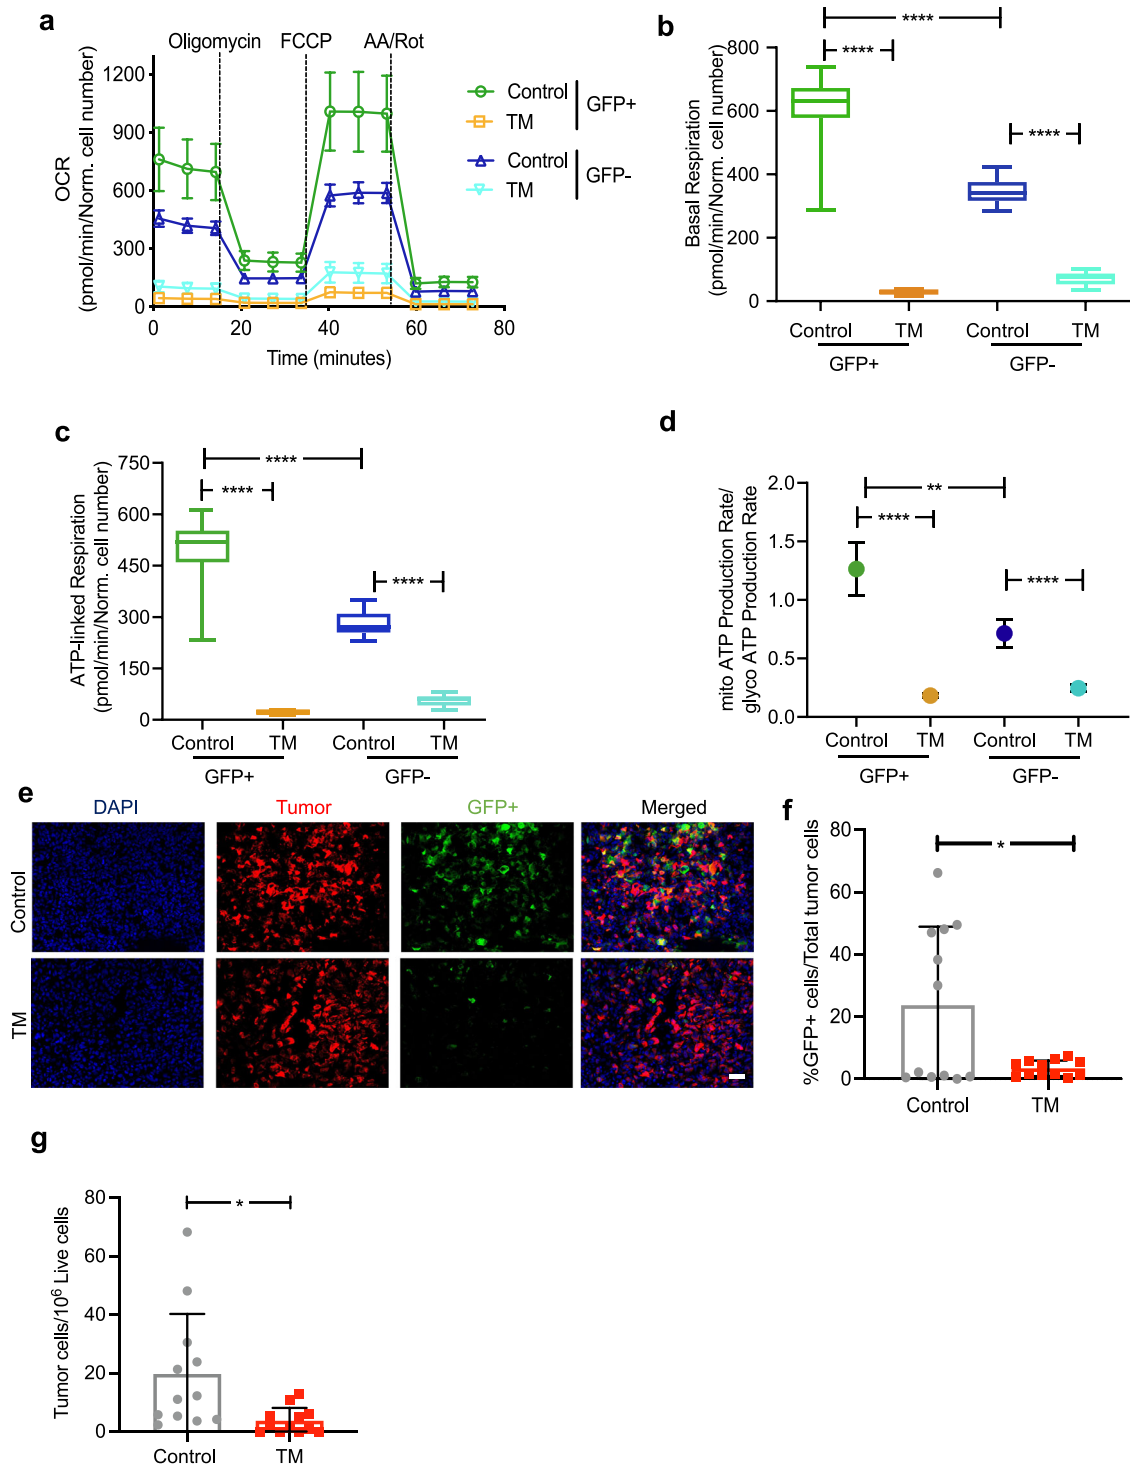 a
Oligomycin FCCP AA/Rot
1200
900
600
300
0
OCR
(pmol/min/Norm. cell number)
0 20 40 60 80
Time (minutes)
Control
TM
GFP+
Control
TM
GFP-
b
****
****
****
800
600
400
200
0
Basal Respiration
(pmol/min/Norm. cell number)
Control TM Control TM
GFP+ GFP-
c
****
****
****
750
600
450
300
150
0
ATP-linked Respiration
(pmol/min/Norm. cell number)
Control TM Control TM
GFP+ GFP-
d
**
****
****
2.0
1.5
1.0
0.5
0.0
mito ATP Production Rate/
glyco ATP Production Rate
Control TM Control TM
GFP+ GFP-
e
DAPI Tumor GFP+ Merged
Control
TM
f
*
80
60
40
20
0
%GFP+ cells/Total tumor cells
Control TM
g
*
80
60
40
20
0
Tumor cells/10⁶ Live cells
Control TM